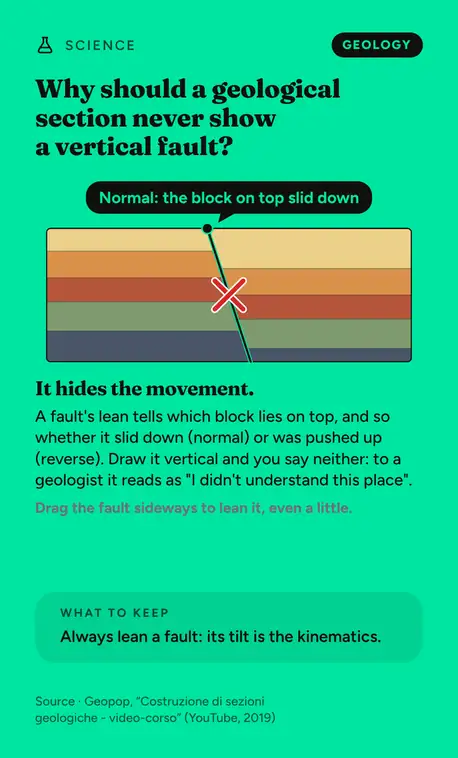 SCIENCE
GEOLOGY
Why should a geological
section never show
a vertical fault?
Normal: the block on top slid down
It hides the movement.
A fault's lean tells which block lies on top, and so
whether it slid down (normal) or was pushed up
(reverse). Draw it vertical and you say neither: to a
geologist it reads as "I didn't understand this place".
Drag the fault sideways to lean it, even a little.
WHAT TO KEEP
Always lean a fault: its tilt is the kinematics.
Source · Geopop, "Costruzione di sezioni
geologiche - video-corso" (YouTube, 2019)